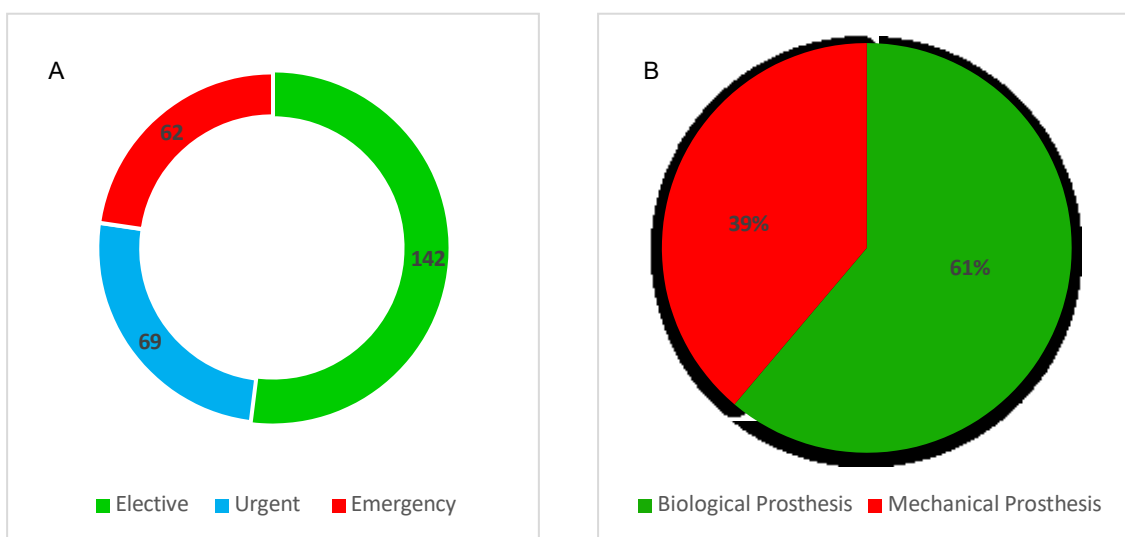 A
62
142
69
Elective Urgent Emergency
B
39%
61%
Biological Prosthesis Mechanical Prosthesis